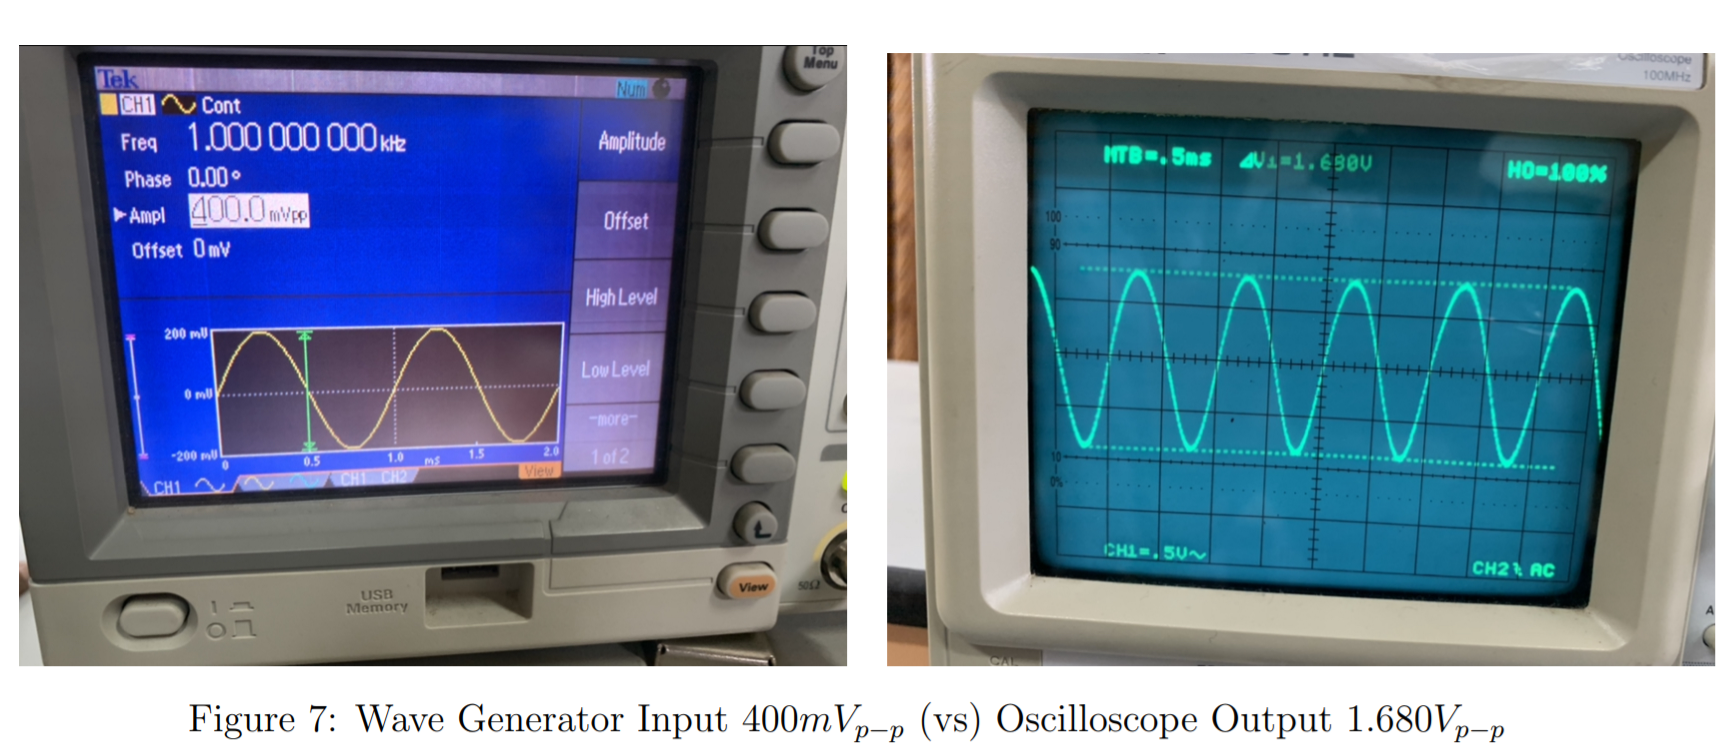 Top
Menu
Tek
Num
CH1 Cont
Freq 1.000 000 000 kHz
Phase 0.00 °
Ampl 400.0 mVpp
Offset 0 mV
Amplitude
Offset
High Level
Low Level
-more-
1 of 2
200 mV
0 mV
-200 mV
0 0.5 1.0 ms 1.5 2.0
View
CH1 CH1 CH2
USB
Memory
View
50Ω
Oscilloscope
100MHz
MTB=.5ms ΔV1=1.680V HO=100%
100
90
10
0%
CH1=.5V~
CH2: AC
CAL
Figure 7: Wave Generator Input 400mVp−p (vs) Oscilloscope Output 1.680Vp−p